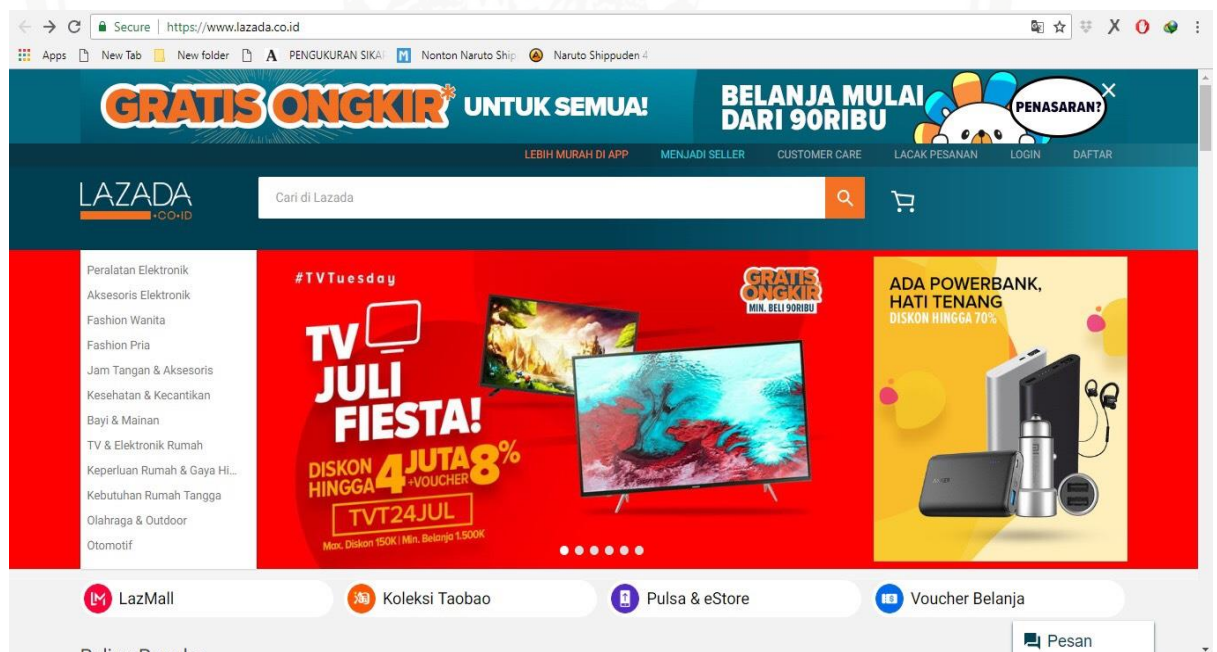 Secure | https://www.lazada.co.id
Apps New Tab New folder PENGUKURAN SIKA Nonton Naruto Ship Naruto Shippuden 4
GRATIS ONGKIR* UNTUK SEMUA!
BELANJA MULAI
DARI 90RIBU
PENASARAN?
LEBIH MURAH DI APP MENJADI SELLER CUSTOMER CARE LACAK PESANAN LOGIN DAFTAR
LAZADA
•CO•ID
Cari di Lazada
Peralatan Elektronik
Aksesoris Elektronik
Fashion Wanita
Fashion Pria
Jam Tangan & Aksesoris
Kesehatan & Kecantikan
Bayi & Mainan
TV & Elektronik Rumah
Keperluan Rumah & Gaya Hi...
Kebutuhan Rumah Tangga
Olahraga & Outdoor
Otomotif
#TVTuesday
TV
JULI
FIESTA!
DISKON HINGGA 4 JUTA +VOUCHER 8%
TVT24JUL
Max. Diskon 150K | Min. Belanja 1.500K
GRATIS
ONGKIR
MIN. BELI 90RIBU
ADA POWERBANK,
HATI TENANG
DISKON HINGGA 70%
LazMall Koleksi Taobao Pulsa & eStore Voucher Belanja
Pesan